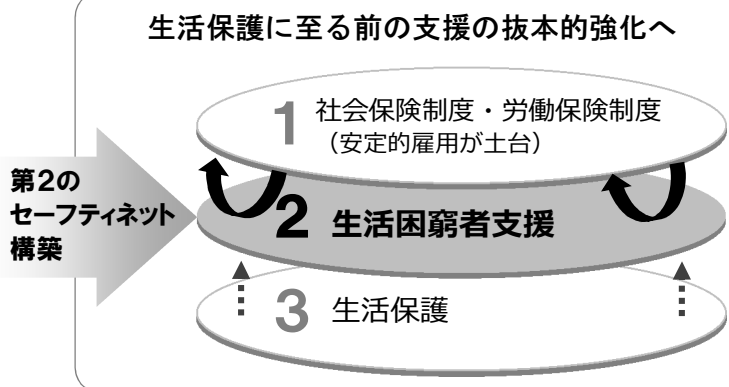 生活保護に至る前の支援の抜本的強化へ
1 社会保険制度・労働保険制度
（安定的雇用が土台）
第2の
セーフティネット
構築
2 生活困窮者支援
3 生活保護